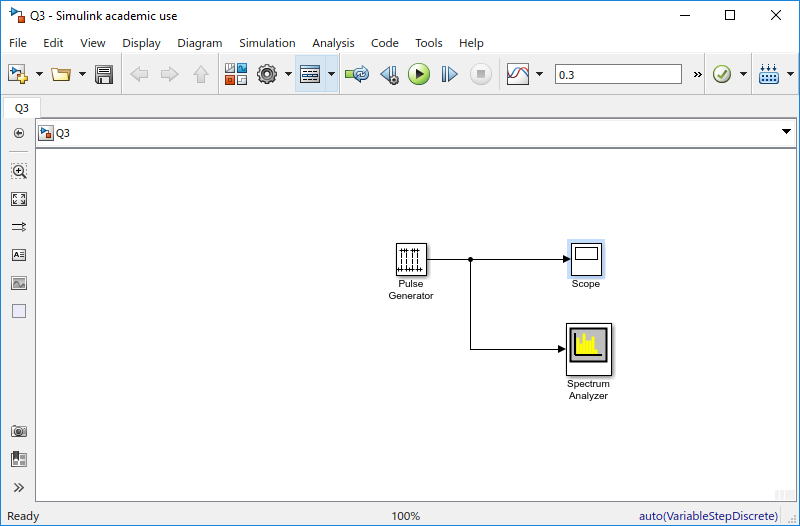 Q3 - Simulink academic use
File Edit View Display Diagram Simulation Analysis Code Tools Help
0.3
Q3
Q3
Pulse
Generator
Scope
Spectrum
Analyzer
Ready 100% auto(VariableStepDiscrete)